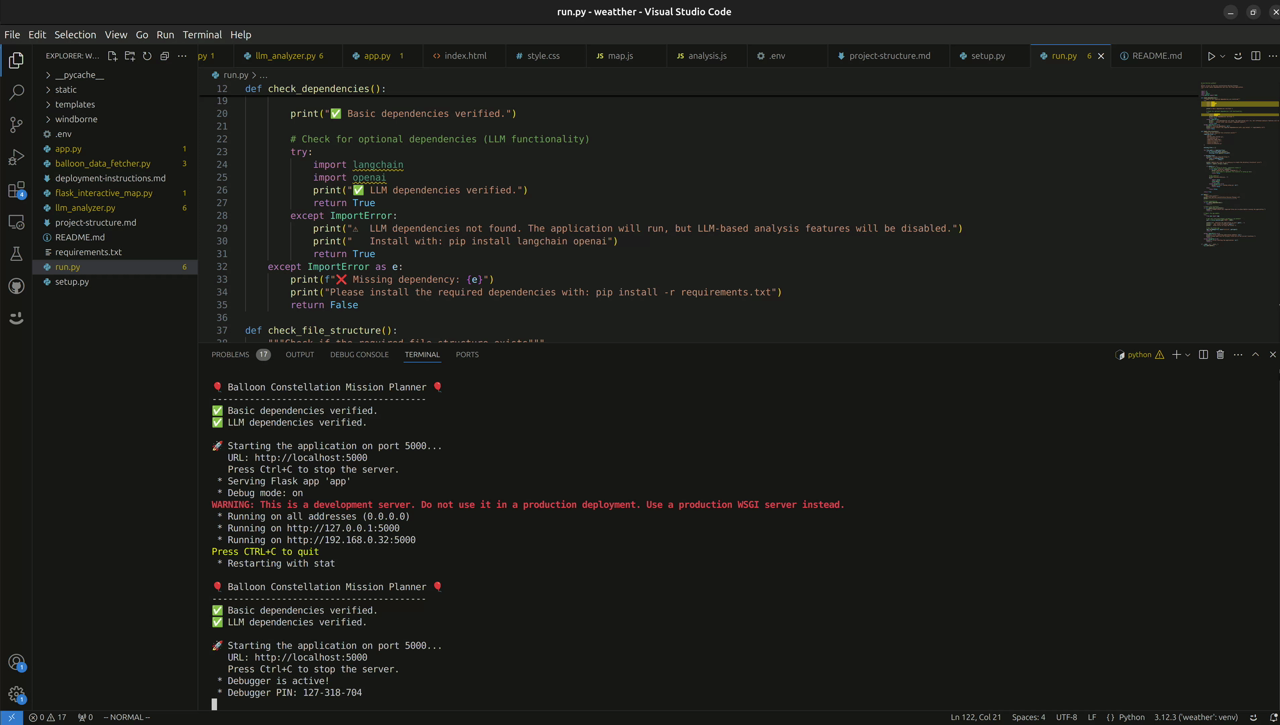 run.py - weatther - Visual Studio Code
File Edit Selection View Go Run Terminal Help
EXPLORER: W...
py 1 llm_analyzer.py 6 app.py 1 index.html style.css map.js analysis.js .env project-structure.md setup.py run.py 6 README.md
__pycache__
static
templates
windborne
.env
app.py 1
balloon_data_fetcher.py 3
deployment-instructions.md
flask_interactive_map.py 1
llm_analyzer.py 6
project-structure.md
README.md
requirements.txt
run.py 6
setup.py
4
1
1
run.py > ...
12 def check_dependencies():
19
20 print("✅ Basic dependencies verified.")
21
22 # Check for optional dependencies (LLM functionality)
23 try:
24 import langchain
25 import openai
26 print("✅ LLM dependencies verified.")
27 return True
28 except ImportError:
29 print("⚠ LLM dependencies not found. The application will run, but LLM-based analysis features will be disabled.")
30 print("   Install with: pip install langchain openai")
31 return True
32 except ImportError as e:
33 print(f"❌ Missing dependency: {e}")
34 print("Please install the required dependencies with: pip install -r requirements.txt")
35 return False
36
37 def check_file_structure():
38 """Check if the required file structure exists"""
PROBLEMS 17 OUTPUT DEBUG CONSOLE TERMINAL PORTS
python
🎈 Balloon Constellation Mission Planner 🎈
----------------------------------------
✅ Basic dependencies verified.
✅ LLM dependencies verified.
🚀 Starting the application on port 5000...
URL: http://localhost:5000
Press Ctrl+C to stop the server.
* Serving Flask app 'app'
* Debug mode: on
WARNING: This is a development server. Do not use it in a production deployment. Use a production WSGI server instead.
* Running on all addresses (0.0.0.0)
* Running on http://127.0.0.1:5000
* Running on http://192.168.0.32:5000
Press CTRL+C to quit
* Restarting with stat
🎈 Balloon Constellation Mission Planner 🎈
----------------------------------------
✅ Basic dependencies verified.
✅ LLM dependencies verified.
🚀 Starting the application on port 5000...
URL: http://localhost:5000
Press Ctrl+C to stop the server.
* Debugger is active!
* Debugger PIN: 127-318-704
0 17 0 -- NORMAL -- Ln 122, Col 21 Spaces: 4 UTF-8 LF {} Python 3.12.3 ('weather': venv)